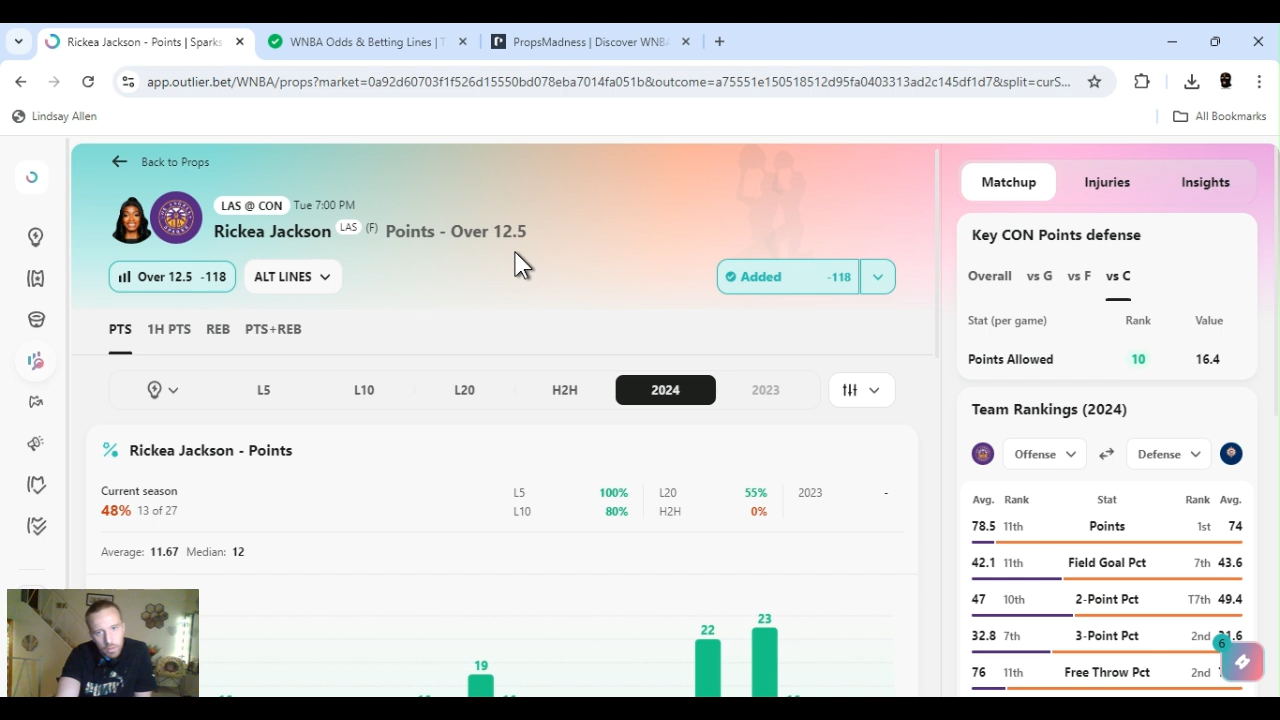 Rickea Jackson - Points | Sparks
WNBA Odds & Betting Lines | T
PropsMadness | Discover WNBA
app.outlier.bet/WNBA/props?market=0a92d60703f1f526d15550bd078eba7014fa051b&outcome=a75551e150518512d95fa0403313ad2c145df1d7&split=curS...
Lindsay Allen
All Bookmarks
Back to Props
LAS @ CON Tue 7:00 PM
Rickea Jackson LAS (F) Points - Over 12.5
Over 12.5 -118
ALT LINES
Added -118
PTS 1H PTS REB PTS+REB
L5 L10 L20 H2H 2024 2023
Rickea Jackson - Points
Current season
48% 13 of 27
L5 100% L20 55% 2023 -
L10 80% H2H 0%
Average: 11.67 Median: 12
19
22
23
Matchup Injuries Insights
Key CON Points defense
Overall vs G vs F vs C
Stat (per game) Rank Value
Points Allowed 10 16.4
Team Rankings (2024)
Offense Defense
Avg. Rank Stat Rank Avg.
78.5 11th Points 1st 74
42.1 11th Field Goal Pct 7th 43.6
47 10th 2-Point Pct T7th 49.4
32.8 7th 3-Point Pct 2nd
6
76 11th Free Throw Pct 2nd